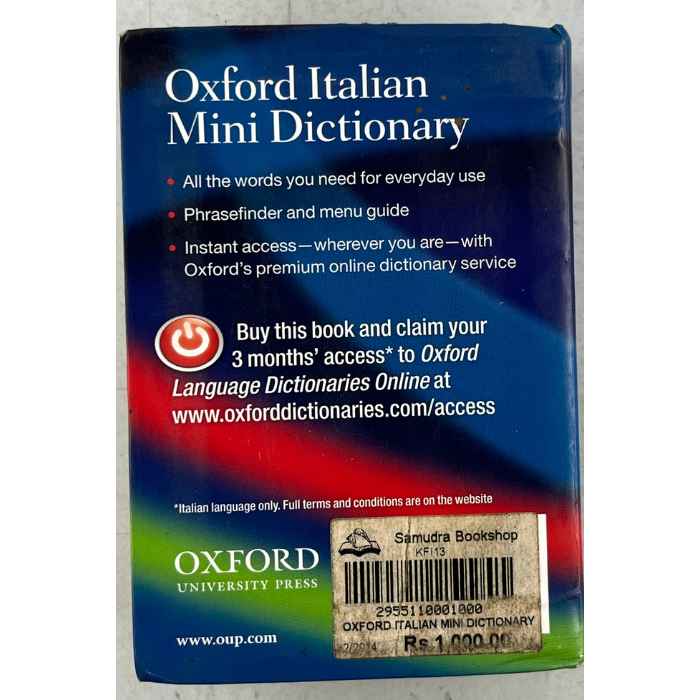 Oxford Italian
Mini Dictionary
• All the words you need for everyday use
• Phrasefinder and menu guide
• Instant access—wherever you are—with
Oxford's premium online dictionary service
Buy this book and claim your
3 months' access* to Oxford
Language Dictionaries Online at
www.oxforddictionaries.com/access
*Italian language only. Full terms and conditions are on the website
OXFORD
UNIVERSITY PRESS
www.oup.com
Samudra Bookshop
KFI13
2955110001000
OXFORD ITALIAN MINI DICTIONARY
2/2014 Rs 1,000.00